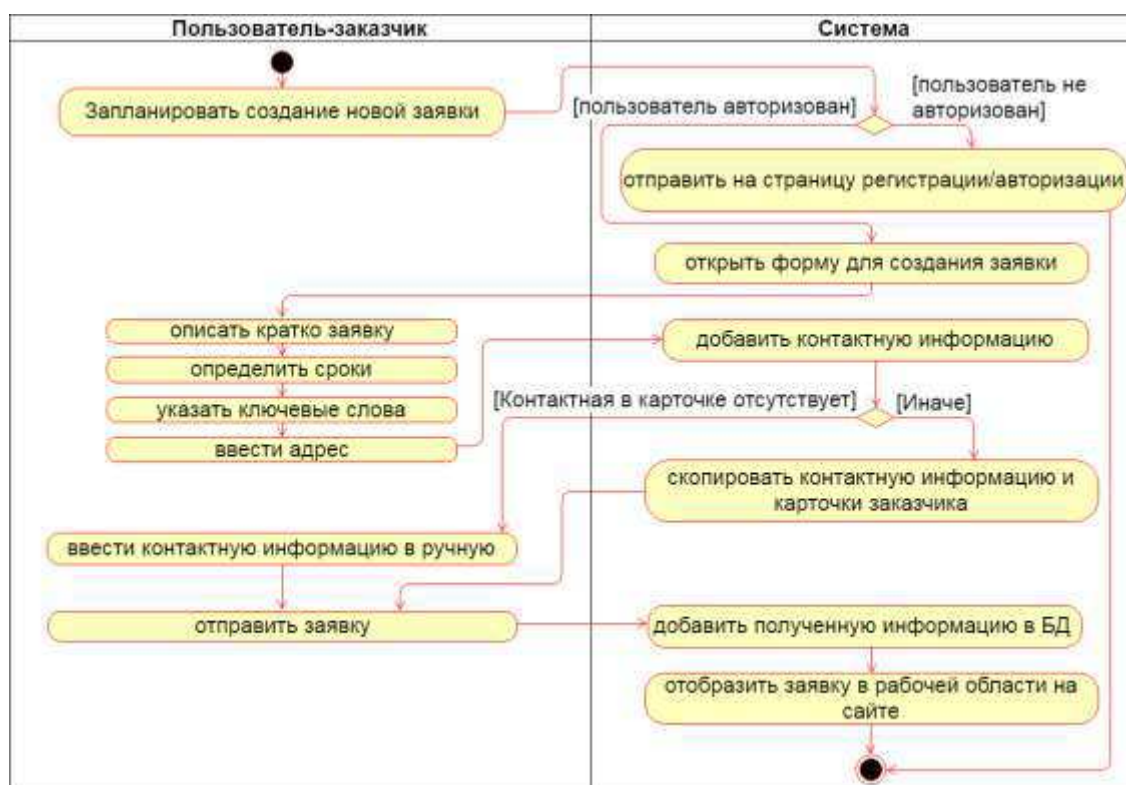 Пользователь-заказчик
Система
Запланировать создание новой заявки
[пользователь авторизован]
[пользователь не
авторизован]
отправить на страницу регистрации/авторизации
открыть форму для создания заявки
описать кратко заявку
определить сроки
указать ключевые слова
ввести адрес
добавить контактную информацию
[Контактная в карточке отсутствует]
[Иначе]
скопировать контактную информацию и
карточки заказчика
ввести контактную информацию в ручную
отправить заявку
добавить полученную информацию в БД
отобразить заявку в рабочей области на
сайте